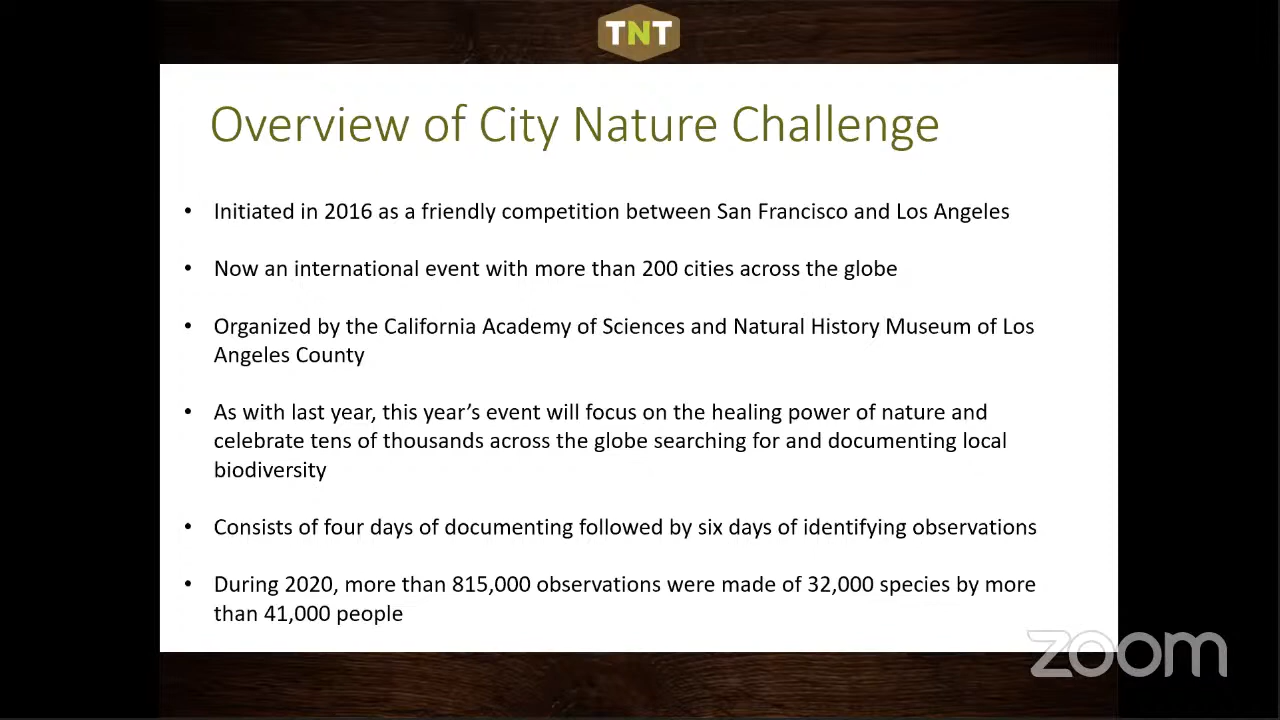 TNT
Overview of City Nature Challenge
• Initiated in 2016 as a friendly competition between San Francisco and Los Angeles
• Now an international event with more than 200 cities across the globe
• Organized by the California Academy of Sciences and Natural History Museum of Los
Angeles County
• As with last year, this year’s event will focus on the healing power of nature and
celebrate tens of thousands across the globe searching for and documenting local
biodiversity
• Consists of four days of documenting followed by six days of identifying observations
• During 2020, more than 815,000 observations were made of 32,000 species by more
than 41,000 people
zoom